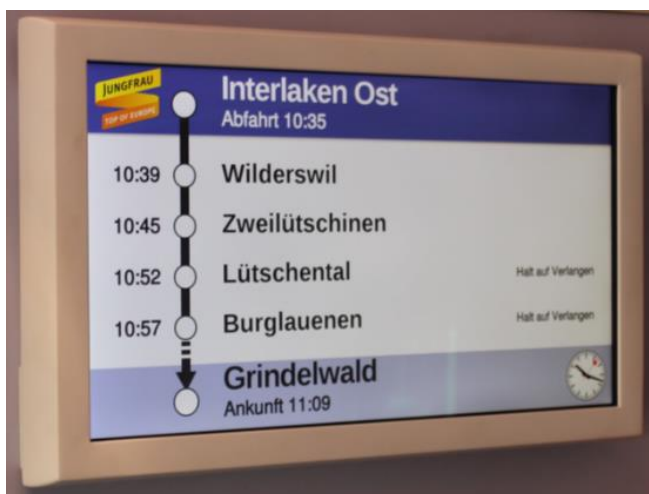 JUNGFRAU
TOP OF EUROPE
Interlaken Ost
Abfahrt 10:35
10:39 Wilderswil
10:45 Zweilütschinen
10:52 Lütschental Halt auf Verlangen
10:57 Burglauenen Halt auf Verlangen
Grindelwald
Ankunft 11:09